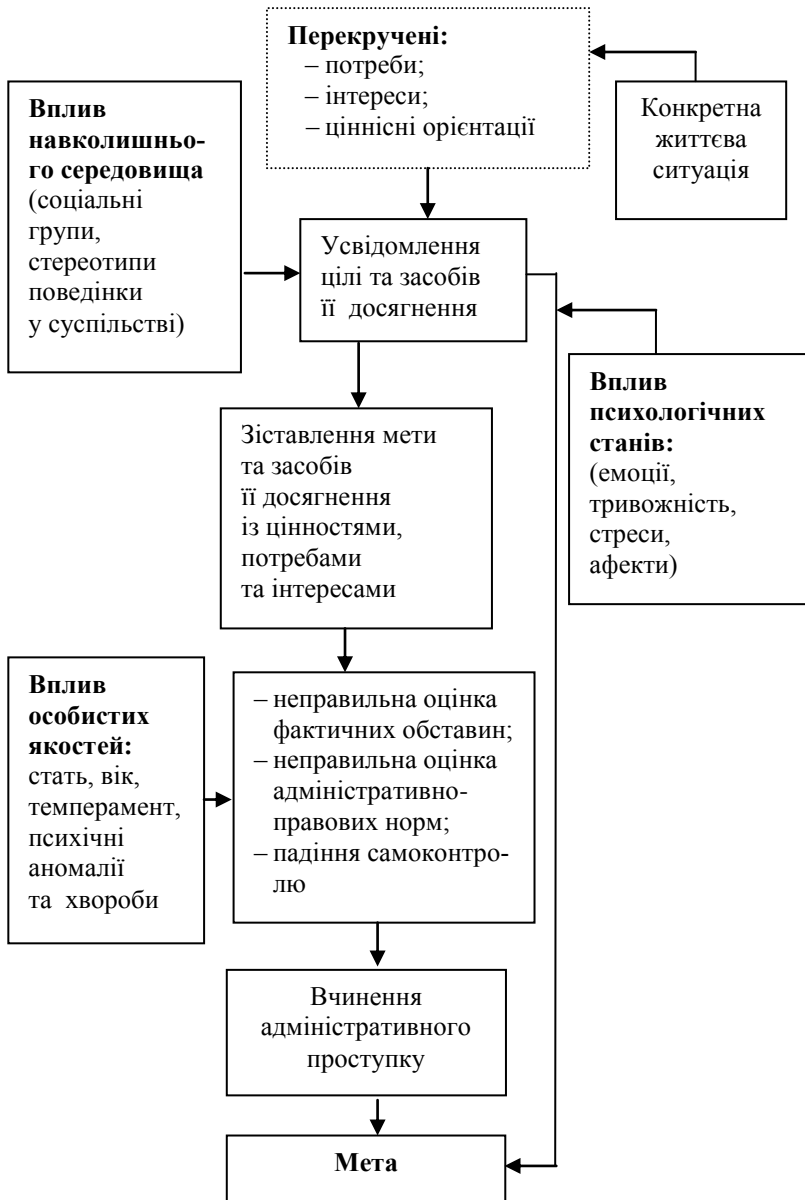 Перекручені:
– потреби;
– інтереси;
– ціннісні орієнтації
Конкретна
життєва
ситуація
Вплив
навколишньо-
го середовища
(соціальні
групи,
стереотипи
поведінки
у суспільстві)
Усвідомлення
цілі та засобів
її досягнення
Вплив
психологічних
станів:
(емоції,
тривожність,
стреси,
афекти)
Зіставлення мети
та засобів
її досягнення
із цінностями,
потребами
та інтересами
Вплив
особистих
якостей:
стать, вік,
темперамент,
психічні
аномалії
та хвороби
– неправильна оцінка
фактичних обставин;
– неправильна оцінка
адміністративно-
правових норм;
– падіння самоконтро-
лю
Вчинення
адміністративного
проступку
Мета